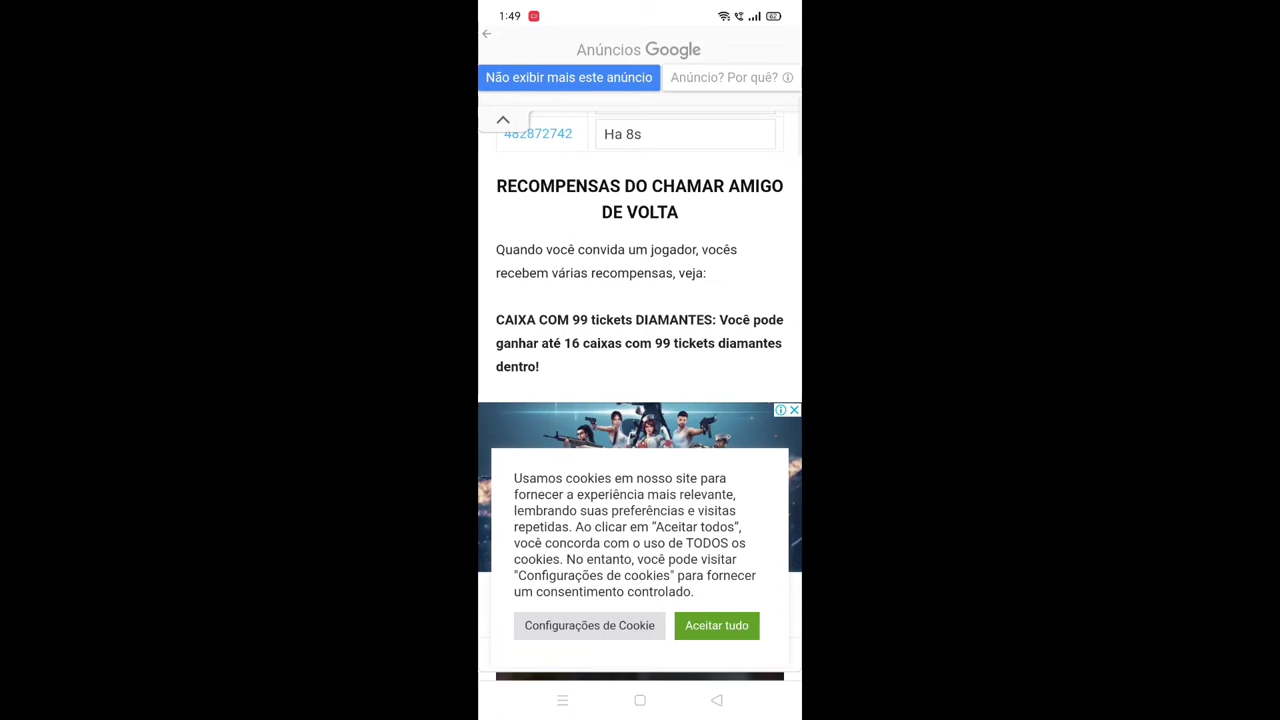 1:49
62
Anúncios Google
Não exibir mais este anúncio
Anúncio? Por quê?
482872742
Ha 8s
RECOMPENSAS DO CHAMAR AMIGO
DE VOLTA
Quando você convida um jogador, vocês
recebem várias recompensas, veja:
CAIXA COM 99 tickets DIAMANTES: Você pode
ganhar até 16 caixas com 99 tickets diamantes
dentro!
Usamos cookies em nosso site para
fornecer a experiência mais relevante,
lembrando suas preferências e visitas
repetidas. Ao clicar em “Aceitar todos”,
você concorda com o uso de TODOS os
cookies. No entanto, você pode visitar
"Configurações de cookies" para fornecer
um consentimento controlado.
Configurações de Cookie
Aceitar tudo